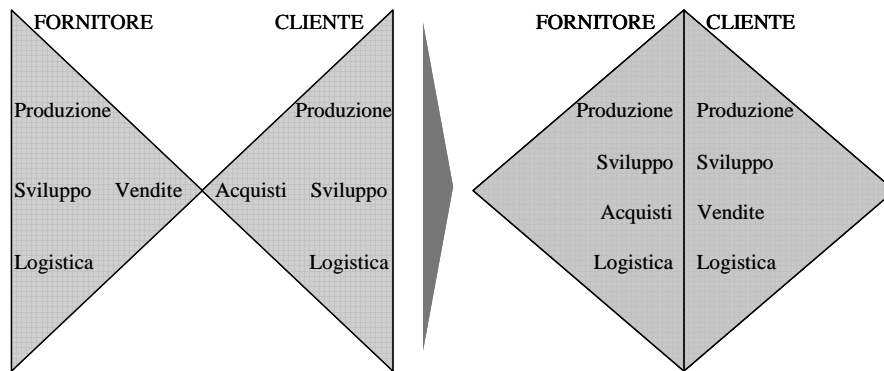 FORNITORE CLIENTE FORNITORE CLIENTE
Produzione Produzione Produzione Produzione
Sviluppo Sviluppo
Sviluppo Vendite Acquisti Sviluppo
Acquisti Vendite
Logistica Logistica Logistica Logistica